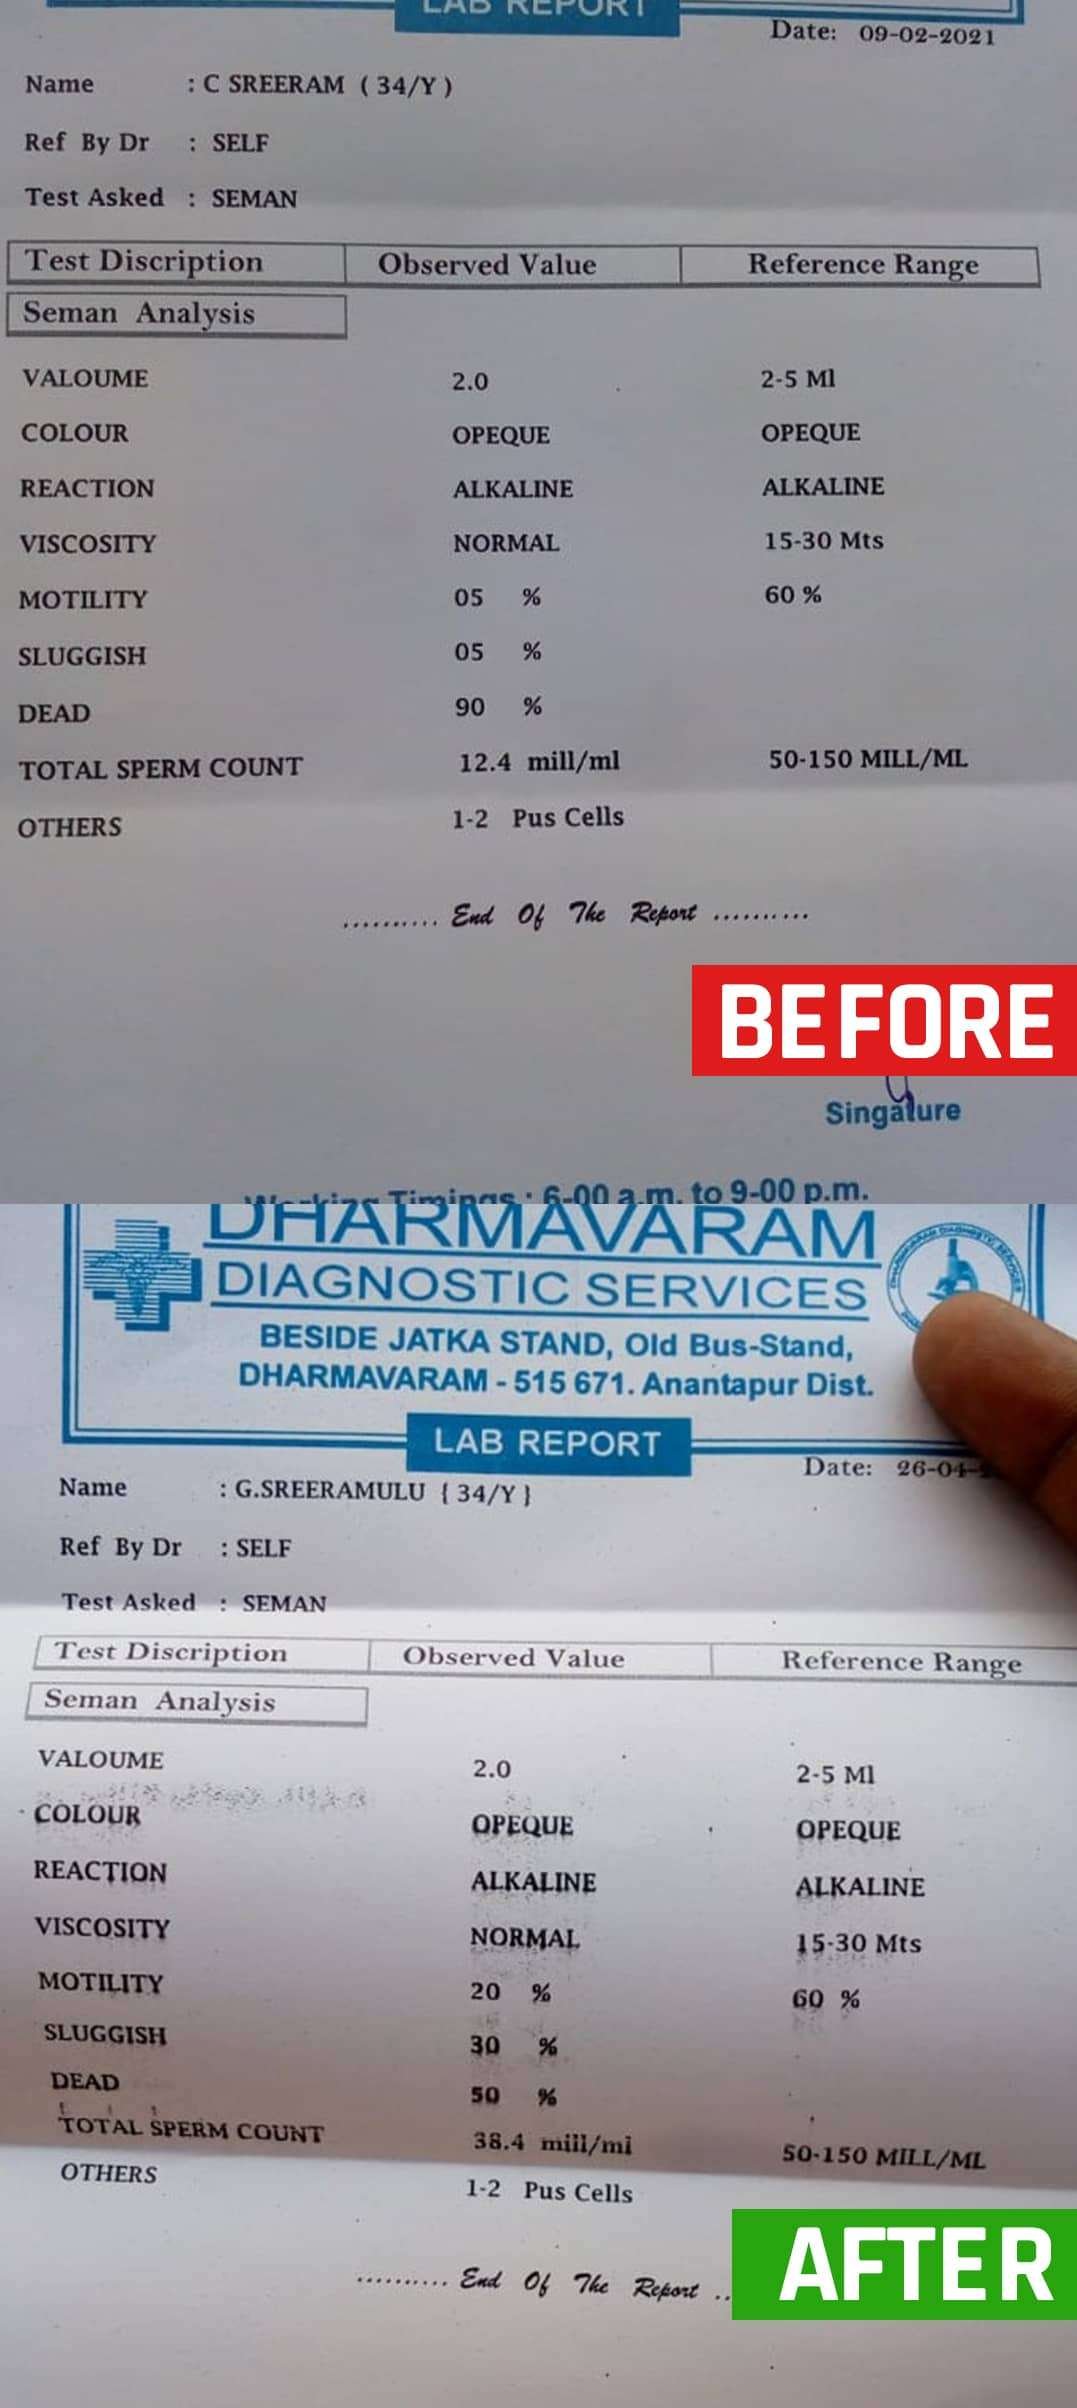 LAB REPORT
Date: 09-02-2021
Name : C SREERAM ( 34/Y )
Ref By Dr : SELF
Test Asked : SEMAN
Test Discription Observed Value Reference Range
Seman Analysis
VALOUME 2.0 2-5 Ml
COLOUR OPEQUE OPEQUE
REACTION ALKALINE ALKALINE
VISCOSITY NORMAL 15-30 Mts
MOTILITY 05 % 60 %
SLUGGISH 05 %
DEAD 90 %
TOTAL SPERM COUNT 12.4 mill/ml 50-150 MILL/ML
OTHERS 1-2 Pus Cells
.......... End Of The Report ..........
BEFORE
Singature
Working Timings : 6-00 a.m. to 9-00 p.m.
DHARMAVARAM
DIAGNOSTIC SERVICES
BESIDE JATKA STAND, Old Bus-Stand,
DHARMAVARAM - 515 671. Anantapur Dist.
LAB REPORT
Date: 26-04-
Name : G.SREERAMULU { 34/Y }
Ref By Dr : SELF
Test Asked : SEMAN
Test Discription Observed Value Reference Range
Seman Analysis
VALOUME 2.0 2-5 Ml
COLOUR OPEQUE OPEQUE
REACTION ALKALINE ALKALINE
VISCOSITY NORMAL 15-30 Mts
MOTILITY 20 % 60 %
SLUGGISH 30 %
DEAD 50 %
TOTAL SPERM COUNT 38.4 mill/ml 50-150 MILL/ML
OTHERS 1-2 Pus Cells
.......... End Of The Report ..
AFTER